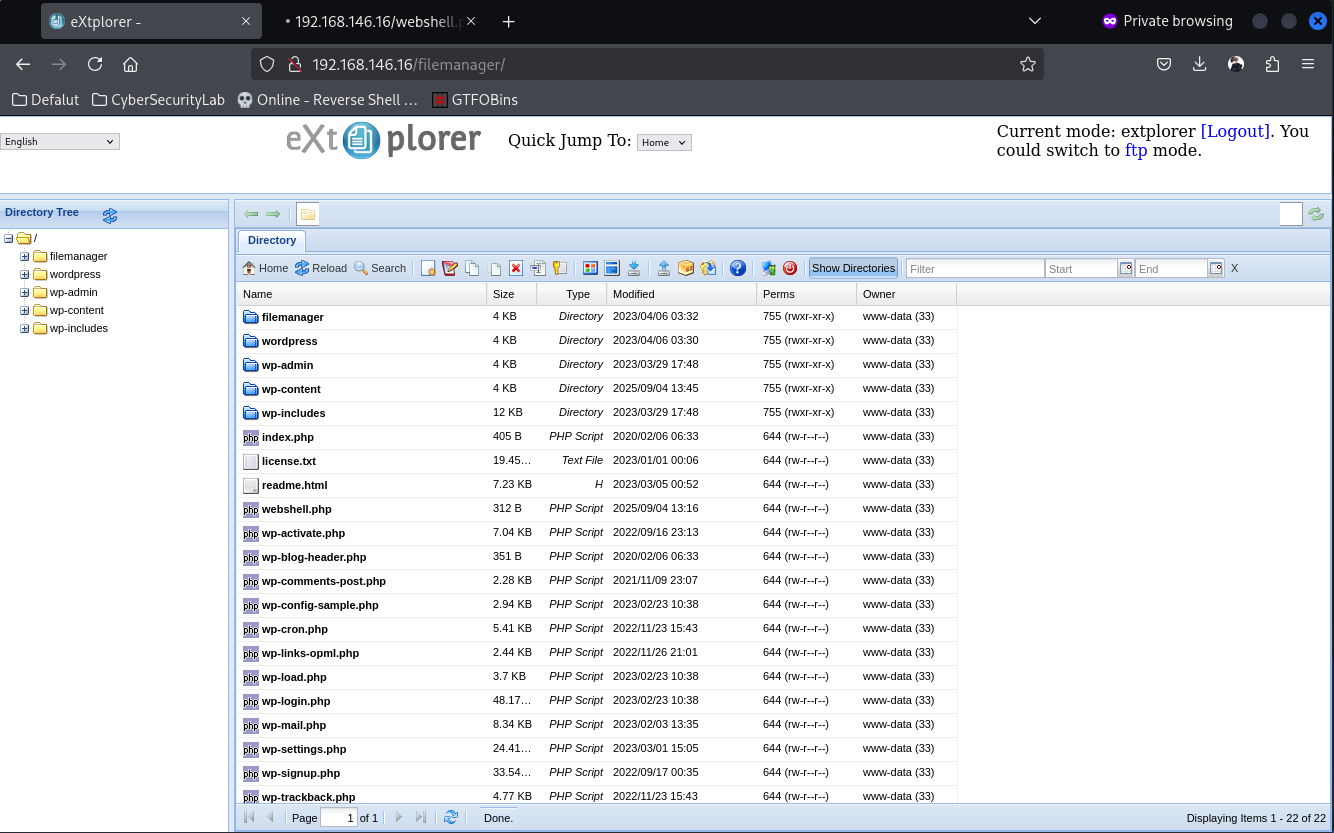 eXtplorer -
192.168.146.16/webshell.p
Private browsing
192.168.146.16/filemanager/
Defalut CyberSecurityLab Online - Reverse Shell … GTFOBins
English
eXtplorer
Quick Jump To: Home
Current mode: extplorer [Logout]. You
could switch to ftp mode.
Directory Tree
/
filemanager
wordpress
wp-admin
wp-content
wp-includes
Directory
Home Reload Search Show Directories Filter Start End X
Name Size Type Modified Perms Owner
filemanager 4 KB Directory 2023/04/06 03:32 755 (rwxr-xr-x) www-data (33)
wordpress 4 KB Directory 2023/04/06 03:30 755 (rwxr-xr-x) www-data (33)
wp-admin 4 KB Directory 2023/03/29 17:48 755 (rwxr-xr-x) www-data (33)
wp-content 4 KB Directory 2025/09/04 13:45 755 (rwxr-xr-x) www-data (33)
wp-includes 12 KB Directory 2023/03/29 17:48 755 (rwxr-xr-x) www-data (33)
php index.php 405 B PHP Script 2020/02/06 06:33 644 (rw-r--r--) www-data (33)
license.txt 19.45… Text File 2023/01/01 00:06 644 (rw-r--r--) www-data (33)
readme.html 7.23 KB H 2023/03/05 00:52 644 (rw-r--r--) www-data (33)
php webshell.php 312 B PHP Script 2025/09/04 13:16 644 (rw-r--r--) www-data (33)
php wp-activate.php 7.04 KB PHP Script 2022/09/16 23:13 644 (rw-r--r--) www-data (33)
php wp-blog-header.php 351 B PHP Script 2020/02/06 06:33 644 (rw-r--r--) www-data (33)
php wp-comments-post.php 2.28 KB PHP Script 2021/11/09 23:07 644 (rw-r--r--) www-data (33)
php wp-config-sample.php 2.94 KB PHP Script 2023/02/23 10:38 644 (rw-r--r--) www-data (33)
php wp-cron.php 5.41 KB PHP Script 2022/11/23 15:43 644 (rw-r--r--) www-data (33)
php wp-links-opml.php 2.44 KB PHP Script 2022/11/26 21:01 644 (rw-r--r--) www-data (33)
php wp-load.php 3.7 KB PHP Script 2023/02/23 10:38 644 (rw-r--r--) www-data (33)
php wp-login.php 48.17… PHP Script 2023/02/23 10:38 644 (rw-r--r--) www-data (33)
php wp-mail.php 8.34 KB PHP Script 2023/02/03 13:35 644 (rw-r--r--) www-data (33)
php wp-settings.php 24.41… PHP Script 2023/03/01 15:05 644 (rw-r--r--) www-data (33)
php wp-signup.php 33.54… PHP Script 2022/09/17 00:35 644 (rw-r--r--) www-data (33)
php wp-trackback.php 4.77 KB PHP Script 2022/11/23 15:43 644 (rw-r--r--) www-data (33)
Page 1 of 1 Done. Displaying Items 1 - 22 of 22